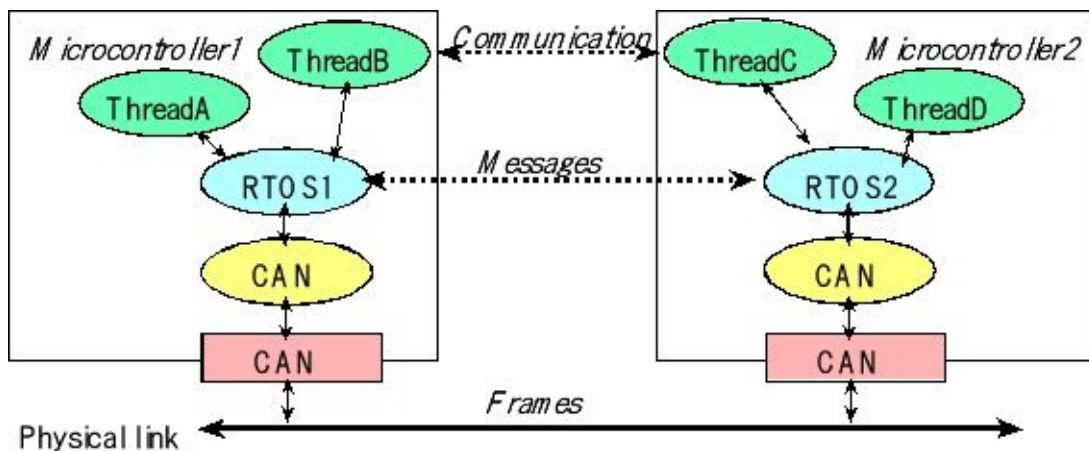 Microcontroller1
ThreadB
Communication
ThreadC
Microcontroller2
ThreadA
ThreadD
RTOS1
Messages
RTOS2
CAN
CAN
CAN
CAN
Frames
Physical link